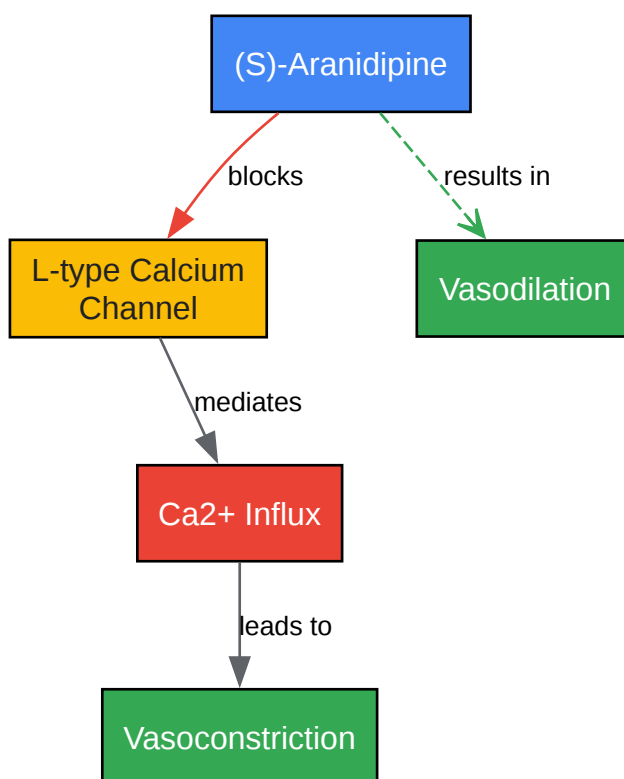 (S)-Aranidipine
blocks
results in
L-type Calcium
Channel
Vasodilation
mediates
Ca2+ Influx
leads to
Vasoconstriction